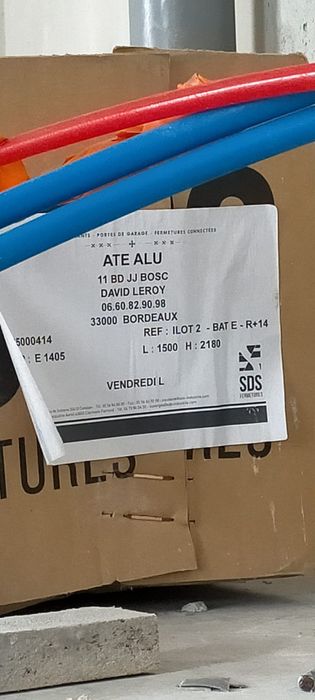 ANTS - PORTES DE GARAGE - FERMETURES CONNECTÉES
ATE ALU
11 BD JJ BOSC
DAVID LEROY
06.60.82.90.98
33000 BORDEAUX
REF : ILOT 2 - BAT E - R+14
5000414
: E 1405
L : 1500 H : 2180
VENDREDI L
SDS
FERMETURES
TURES